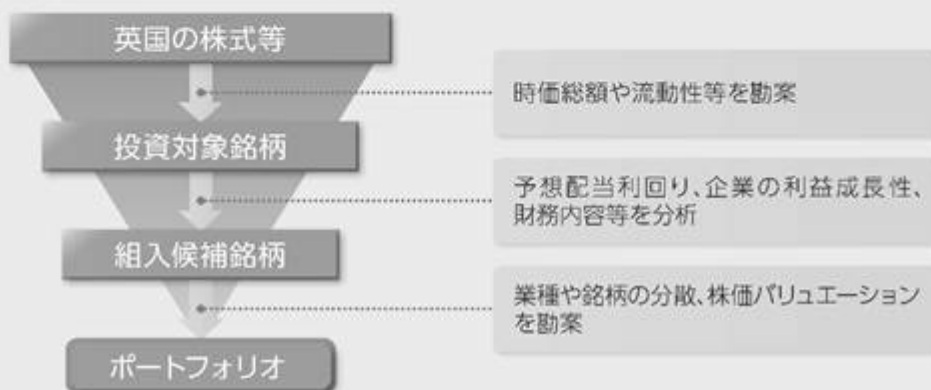 英国の株式等
時価総額や流動性等を勘案
投資対象銘柄
予想配当利回り、企業の利益成長性、
財務内容等を分析
組入候補銘柄
業種や銘柄の分散、株価バリュエーション
を勘案
ポートフォリオ